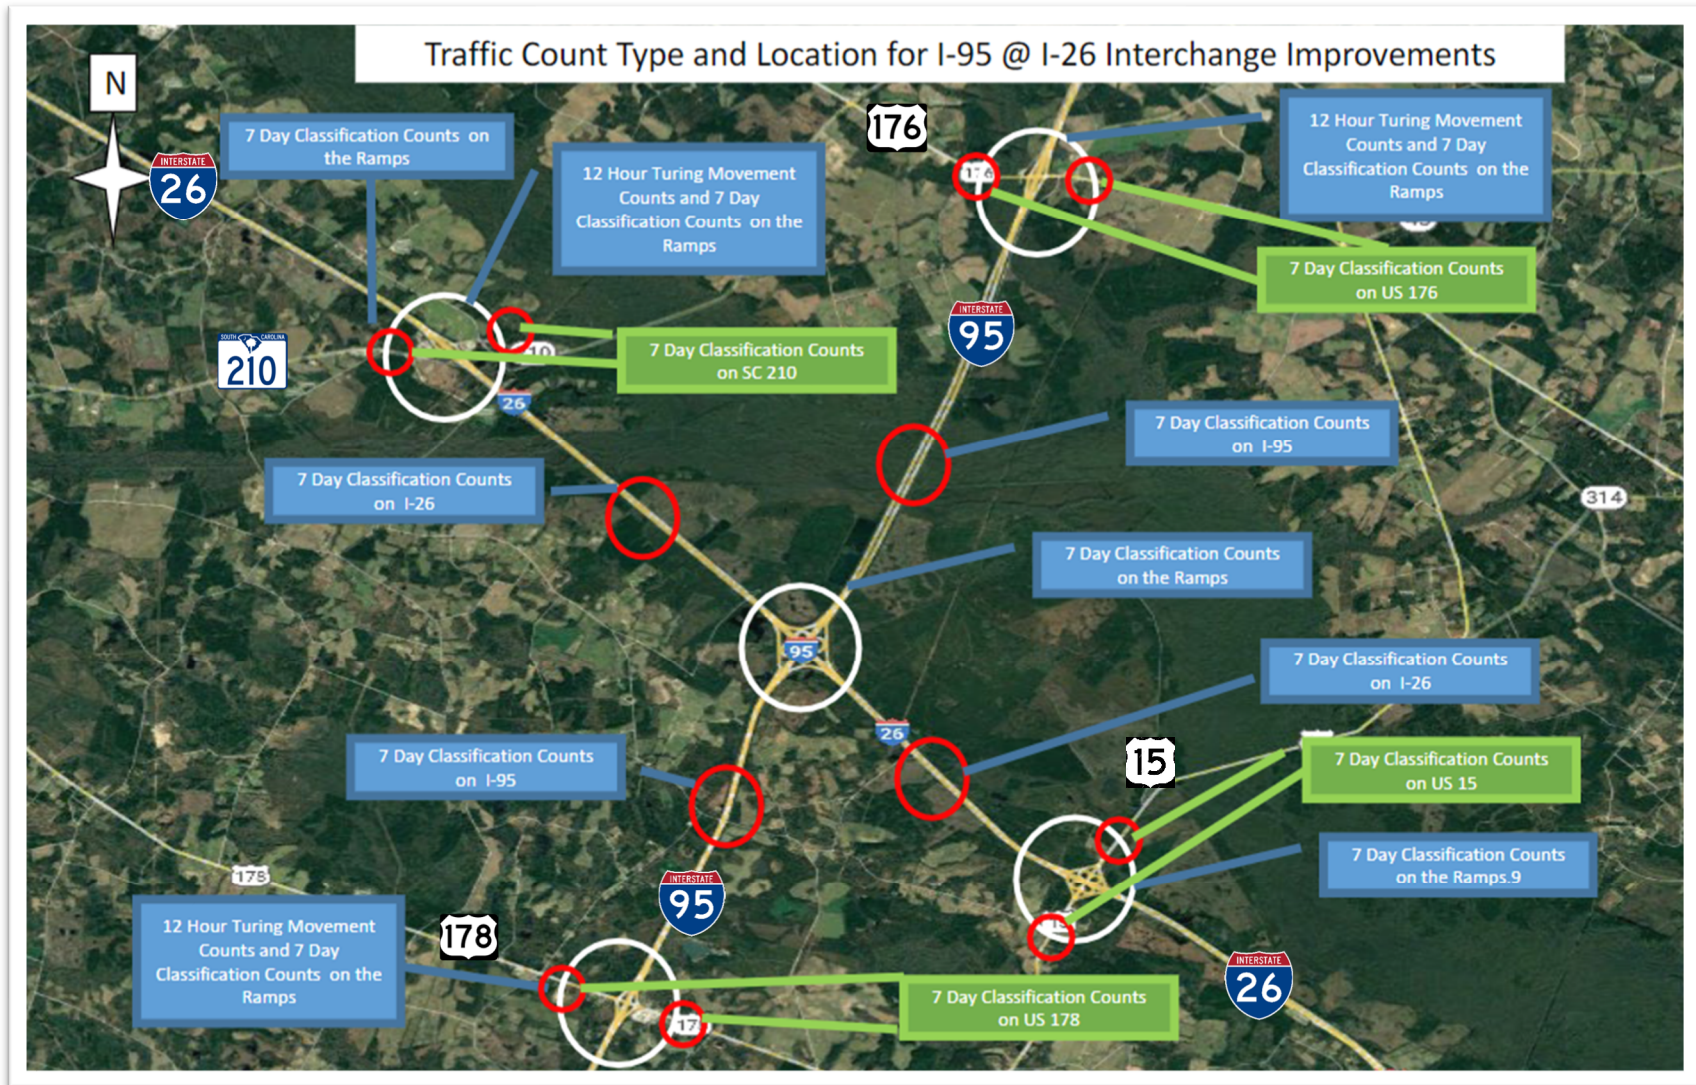 Traffic Count Type and Location for I-95 @ I-26 Interchange Improvements
N
INTERSTATE
26
7 Day Classification Counts on
the Ramps
12 Hour Turing Movement
Counts and 7 Day
Classification Counts on the
Ramps
176
12 Hour Turing Movement
Counts and 7 Day
Classification Counts on the
Ramps
7 Day Classification Counts
on US 176
SOUTH CAROLINA
210
7 Day Classification Counts
on SC 210
26
INTERSTATE
95
7 Day Classification Counts
on I-95
7 Day Classification Counts
on I-26
314
7 Day Classification Counts
on the Ramps
95
7 Day Classification Counts
on I-26
26
7 Day Classification Counts
on I-95
15
7 Day Classification Counts
on US 15
7 Day Classification Counts
on the Ramps.9
178
INTERSTATE
95
12 Hour Turing Movement
Counts and 7 Day
Classification Counts on the
Ramps
178
7 Day Classification Counts
on US 178
17
INTERSTATE
26